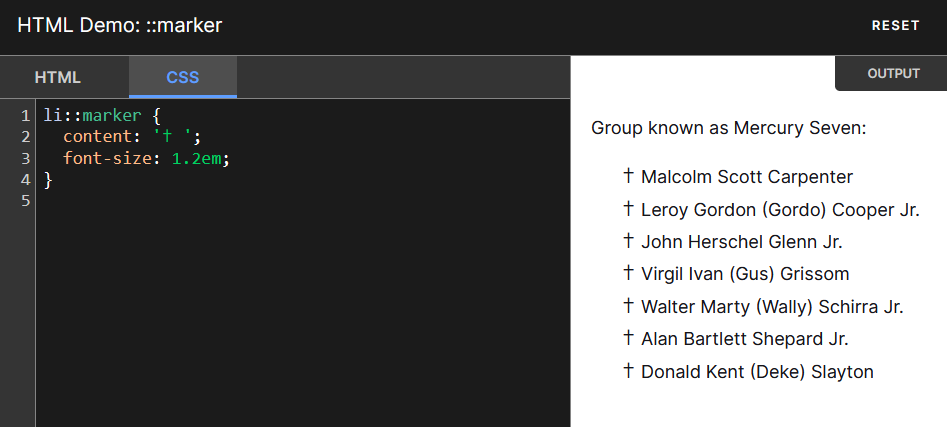 HTML Demo: ::marker
RESET
HTML CSS
OUTPUT
1 li::marker {
2   content: '† ';
3   font-size: 1.2em;
4 }
5
Group known as Mercury Seven:
† Malcolm Scott Carpenter
† Leroy Gordon (Gordo) Cooper Jr.
† John Herschel Glenn Jr.
† Virgil Ivan (Gus) Grissom
† Walter Marty (Wally) Schirra Jr.
† Alan Bartlett Shepard Jr.
† Donald Kent (Deke) Slayton